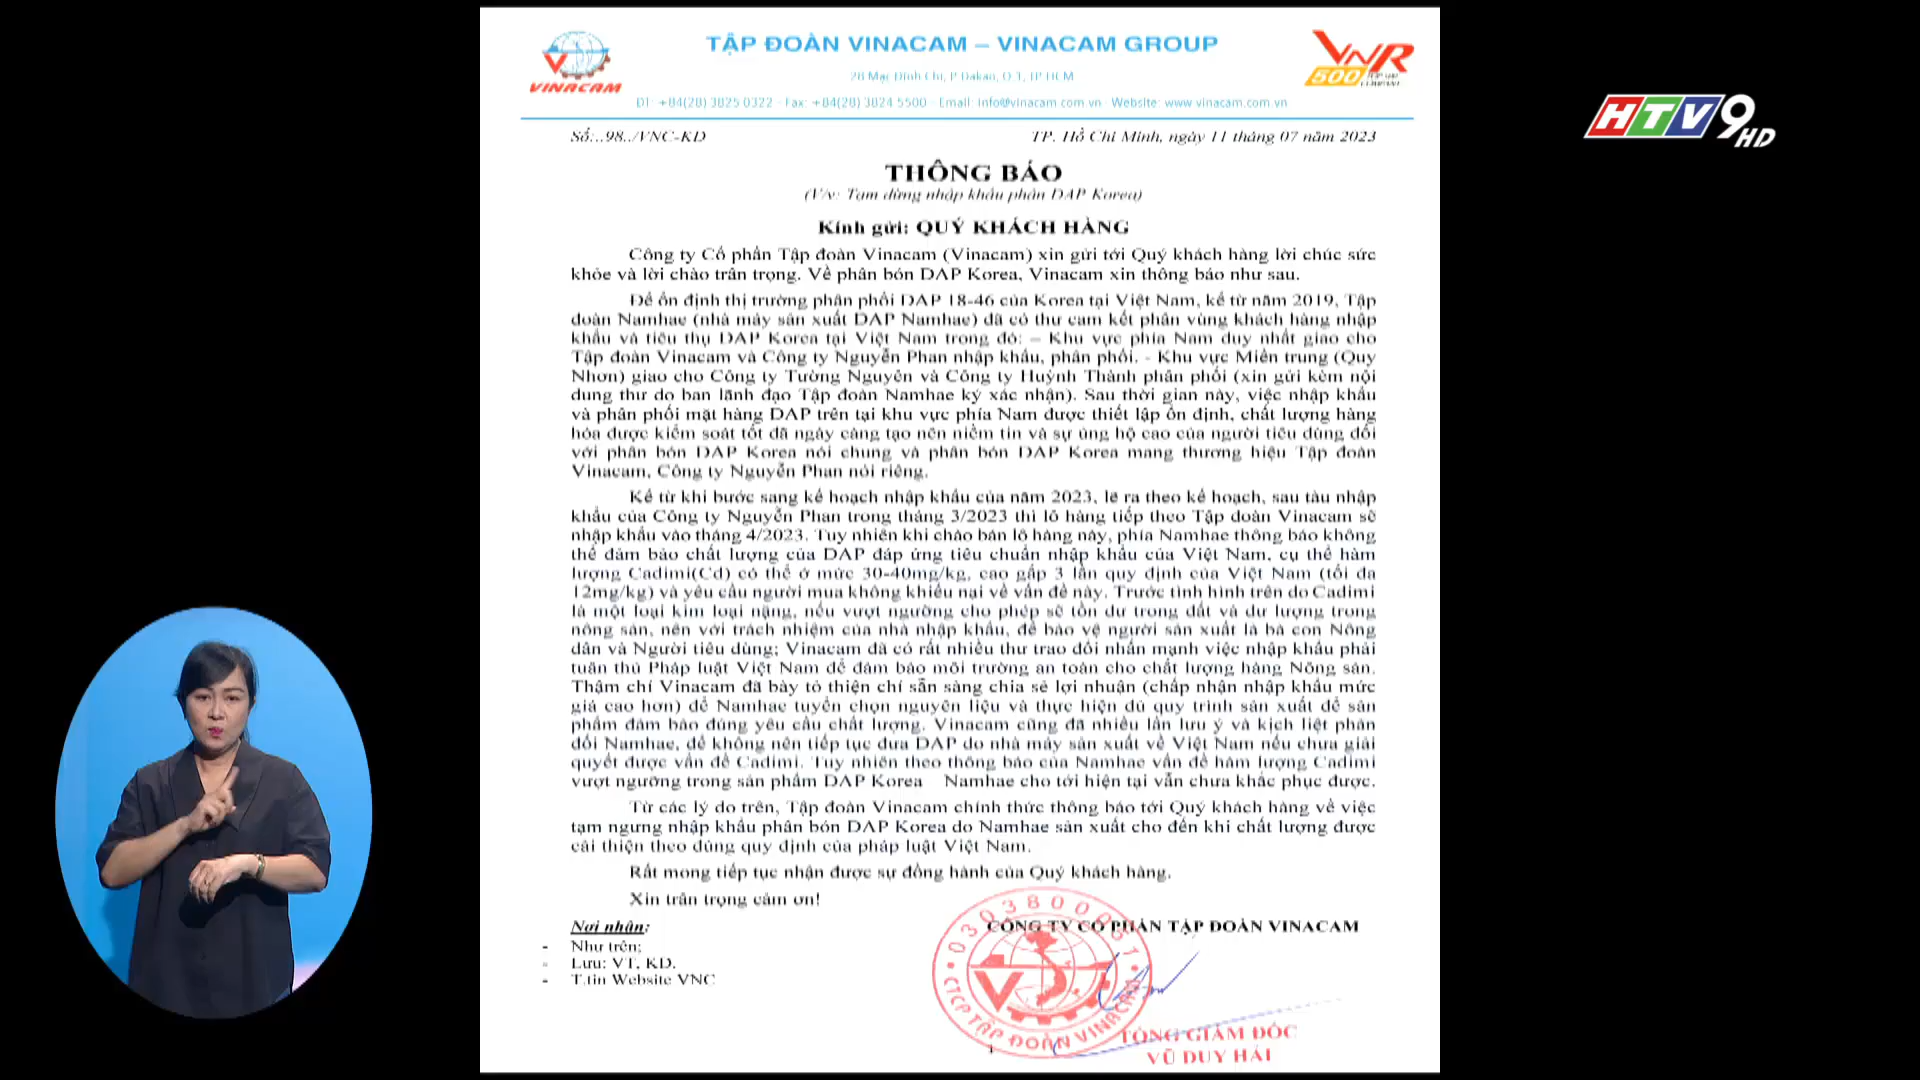 TẬP ĐOÀN VINACAM – VINACAM GROUP
28 Mạc Đĩnh Chi, P Đakao, Q 1, TP HCM
ĐT: +84(28) 3825 0322 - Fax: +84(28) 3824 5500 - Email: info@vinacam.com.vn - Website: www.vinacam.com.vn
VINACAM
VNR
500
HTV9
HD
Số:..98../VNC-KD
TP. Hồ Chí Minh, ngày 11 tháng 07 năm 2023
THÔNG BÁO
(V/v: Tạm dừng nhập khẩu phân DAP Korea)
Kính gửi: QUÝ KHÁCH HÀNG
Công ty Cổ phần Tập đoàn Vinacam (Vinacam) xin gửi tới Quý khách hàng lời chúc sức
khỏe và lời chào trân trọng. Về phân bón DAP Korea, Vinacam xin thông báo như sau.
Để ổn định thị trường phân phối DAP 18-46 của Korea tại Việt Nam, kể từ năm 2019, Tập
đoàn Namhae (nhà máy sản xuất DAP Namhae) đã có thư cam kết phân vùng khách hàng nhập
khẩu và tiêu thụ DAP Korea tại Việt Nam trong đó: – Khu vực phía Nam duy nhất giao cho
Tập đoàn Vinacam và Công ty Nguyễn Phan nhập khẩu, phân phối. - Khu vực Miền trung (Quy
Nhơn) giao cho Công ty Tường Nguyên và Công ty Huỳnh Thành phân phối (xin gửi kèm nội
dung thư do ban lãnh đạo Tập đoàn Namhae ký xác nhận). Sau thời gian này, việc nhập khẩu
và phân phối mặt hàng DAP trên tại khu vực phía Nam được thiết lập ổn định, chất lượng hàng
hóa được kiểm soát tốt đã ngày càng tạo nên niềm tin và sự ủng hộ cao của người tiêu dùng đối
với phân bón DAP Korea nói chung và phân bón DAP Korea mang thương hiệu Tập đoàn
Vinacam, Công ty Nguyễn Phan nói riêng.
Kể từ khi bước sang kế hoạch nhập khẩu của năm 2023, lẽ ra theo kế hoạch, sau tàu nhập
khẩu của Công ty Nguyễn Phan trong tháng 3/2023 thì lô hàng tiếp theo Tập đoàn Vinacam sẽ
nhập khẩu vào tháng 4/2023. Tuy nhiên khi chào bán lô hàng này, phía Namhae thông báo không
thể đảm bảo chất lượng của DAP đáp ứng tiêu chuẩn nhập khẩu của Việt Nam, cụ thể hàm
lượng Cadimi(Cd) có thể ở mức 30-40mg/kg, cao gấp 3 lần quy định của Việt Nam (tối đa
12mg/kg) và yêu cầu người mua không khiếu nại về vấn đề này. Trước tình hình trên do Cadimi
là một loại kim loại nặng, nếu vượt ngưỡng cho phép sẽ tồn dư trong đất và dư lượng trong
nông sản, nên với trách nhiệm của nhà nhập khẩu, để bảo vệ người sản xuất là bà con Nông
dân và Người tiêu dùng; Vinacam đã có rất nhiều thư trao đổi nhấn mạnh việc nhập khẩu phải
tuân thủ Pháp luật Việt Nam để đảm bảo môi trường an toàn cho chất lượng hàng Nông sản.
Thậm chí Vinacam đã bày tỏ thiện chí sẵn sàng chia sẻ lợi nhuận (chấp nhận nhập khẩu mức
giá cao hơn) để Namhae tuyển chọn nguyên liệu và thực hiện đủ quy trình sản xuất để sản
phẩm đảm bảo đúng yêu cầu chất lượng. Vinacam cũng đã nhiều lần lưu ý và kịch liệt phản
đối Namhae, để không nên tiếp tục đưa DAP do nhà máy sản xuất về Việt Nam nếu chưa giải
quyết được vấn đề Cadimi. Tuy nhiên theo thông báo của Namhae vấn đề hàm lượng Cadimi
vượt ngưỡng trong sản phẩm DAP Korea Namhae cho tới hiện tại vẫn chưa khắc phục được.
Từ các lý do trên, Tập đoàn Vinacam chính thức thông báo tới Quý khách hàng về việc
tạm ngưng nhập khẩu phân bón DAP Korea do Namhae sản xuất cho đến khi chất lượng được
cải thiện theo đúng quy định của pháp luật Việt Nam.
Rất mong tiếp tục nhận được sự đồng hành của Quý khách hàng.
Xin trân trọng cảm ơn!
Nơi nhận:
- Như trên;
- Lưu: VT, KD.
- T.tin Website VNC
CÔNG TY CỔ PHẦN TẬP ĐOÀN VINACAM
CTCP TẬP ĐOÀN VINACAM
TỔNG GIÁM ĐỐC
VŨ DUY HẢI
1